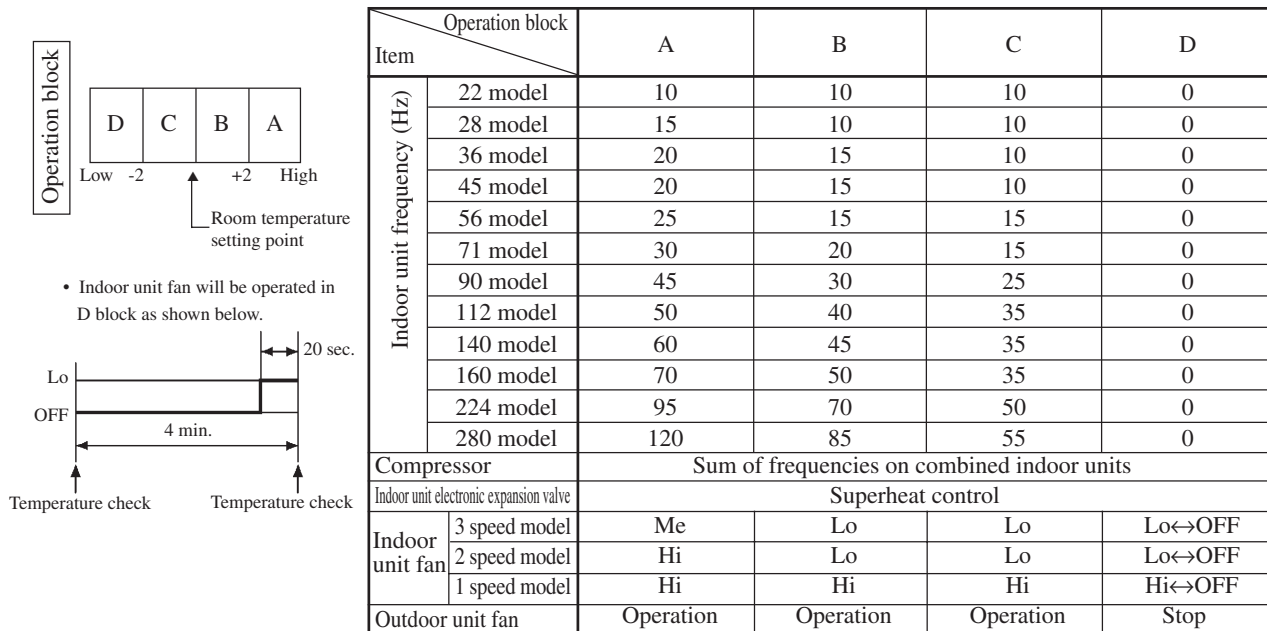 Operation block
D C B A
Low -2 +2 High
Room temperature
setting point
• Indoor unit fan will be operated in
D block as shown below.
20 sec.
Lo
OFF
4 min.
Temperature check Temperature check
Operation block
Item A B C D
Indoor unit frequency (Hz)
22 model 10 10 10 0
28 model 15 10 10 0
36 model 20 15 10 0
45 model 20 15 10 0
56 model 25 15 15 0
71 model 30 20 15 0
90 model 45 30 25 0
112 model 50 40 35 0
140 model 60 45 35 0
160 model 70 50 35 0
224 model 95 70 50 0
280 model 120 85 55 0
Compressor Sum of frequencies on combined indoor units
Indoor unit electronic expansion valve Superheat control
Indoor
unit fan
3 speed model Me Lo Lo Lo↔OFF
2 speed model Hi Lo Lo Lo↔OFF
1 speed model Hi Hi Hi Hi↔OFF
Outdoor unit fan Operation Operation Operation Stop